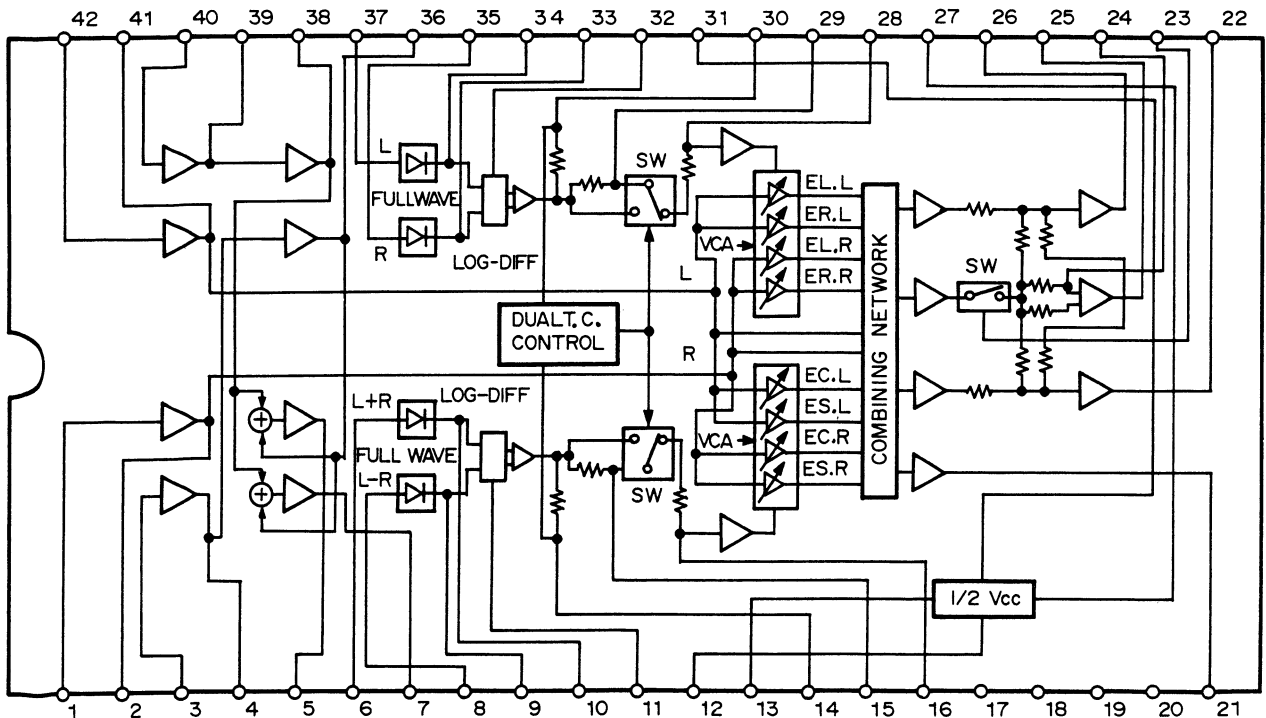 42 41 40 39 38 37 36 35 34 33 32 31 30 29 28 27 26 25 24 23 22
L
FULLWAVE
R
LOG-DIFF
SW
EL.L
ER.L
VCA
EL.R
ER.R
L
R
SW
DUALT.C.
CONTROL
COMBINING NETWORK
L+R
LOG-DIFF
FULL WAVE
L-R
SW
EC.L
ES.L
VCA
EC.R
ES.R
1/2 Vcc
1 2 3 4 5 6 7 8 9 10 11 12 13 14 15 16 17 18 19 20 21